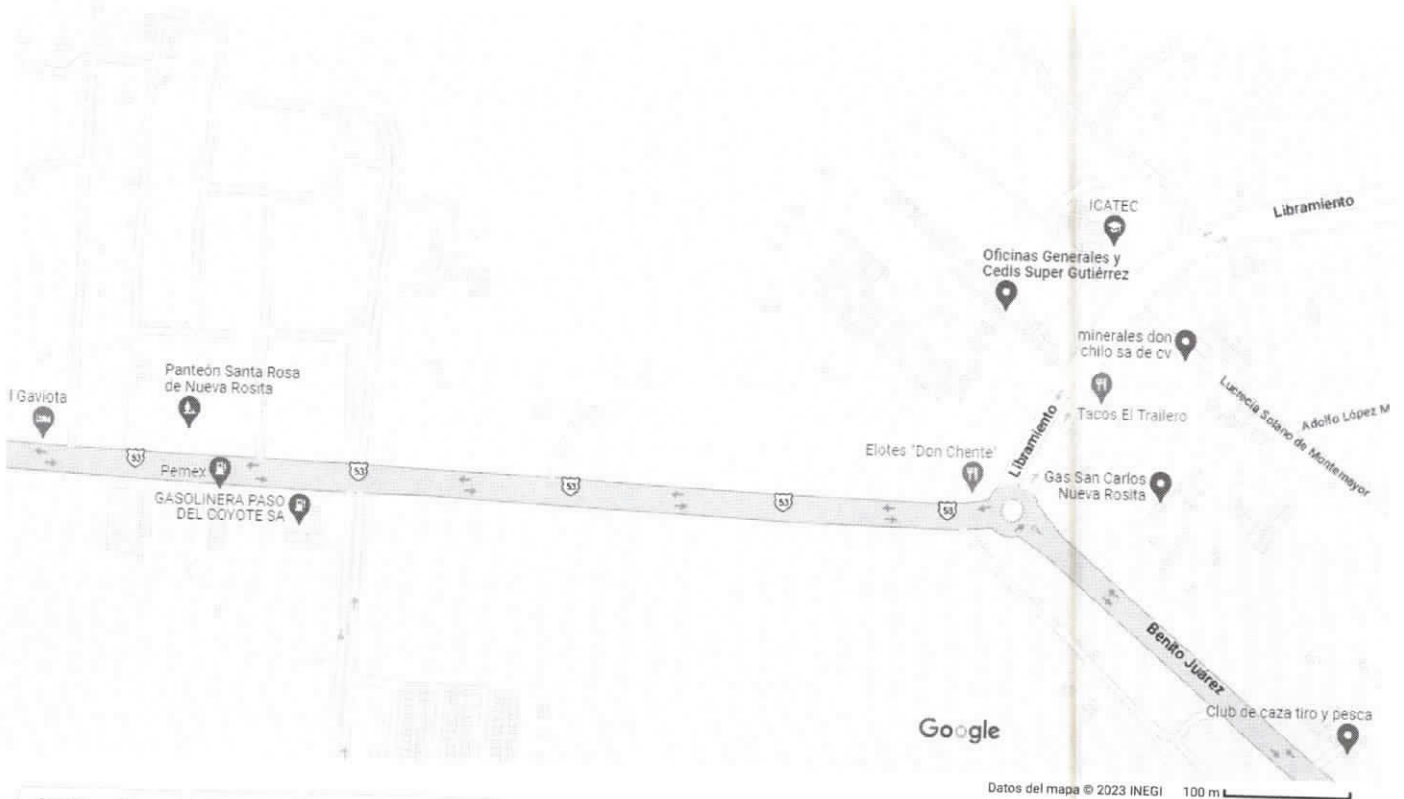 ICATEC
Libramiento
Oficinas Generales y
Cedis Super Gutiérrez
minerales don
chilo sa de cv
Panteón Santa Rosa
de Nueva Rosita
l Gaviota
Lucrecia Solano de Montemayor
Adolfo López M
Tacos El Trailero
Libramiento
Elotes "Don Chente"
Gas San Carlos
Nueva Rosita
53
Pemex
53
53
53
53
GASOLINERA PASO
DEL COYOTE SA
Benito Juárez
Club de caza tiro y pesca
Google
Datos del mapa © 2023 INEGI 100 m